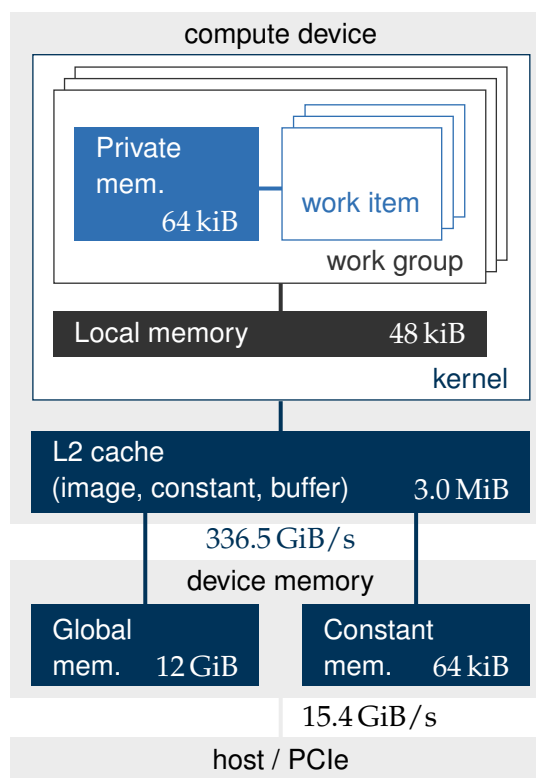 compute device
Private
mem.
64 kiB
work item
work group
Local memory 48 kiB
kernel
L2 cache
(image, constant, buffer) 3.0 MiB
336.5 GiB/s
device memory
Global
mem. 12 GiB
Constant
mem. 64 kiB
15.4 GiB/s
host / PCIe